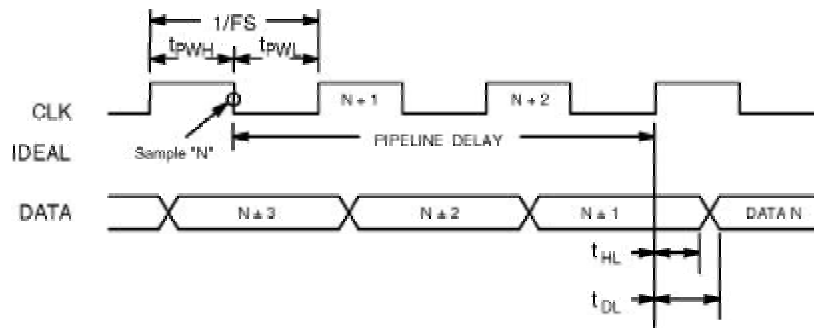 1/FS
tPWH tPWL
CLK
N + 1
N + 2
Sample "N"
PIPELINE DELAY
IDEAL
DATA
N ± 3
N ± 2
N ± 1
DATA N
tHL
tDL